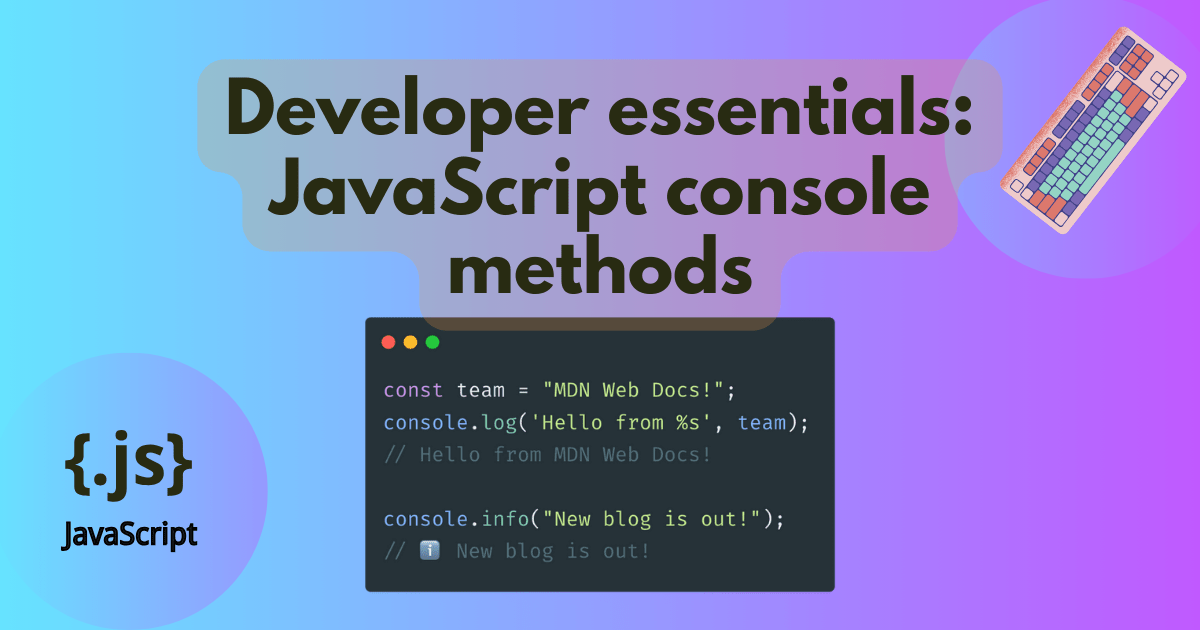 Developer essentials:
JavaScript console
methods
const team = "MDN Web Docs!";
console.log('Hello from %s', team);
// Hello from MDN Web Docs!
console.info("New blog is out!");
// ℹ️ New blog is out!
{.js}
JavaScript